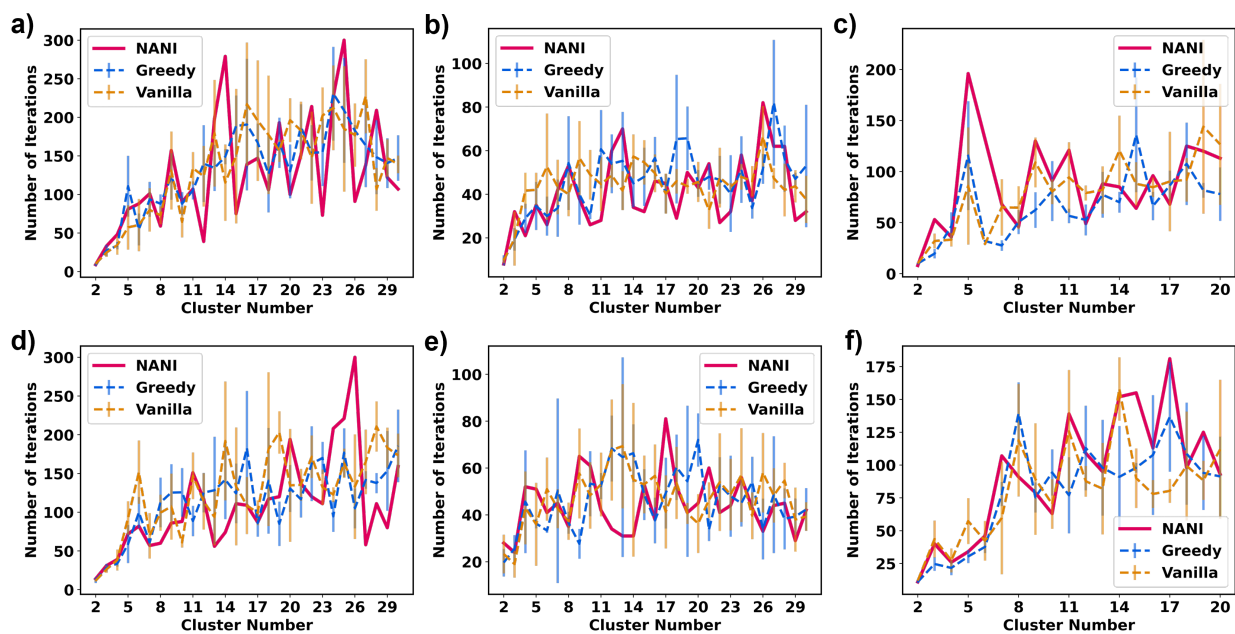 a)
NANI
Greedy
Vanilla
Number of Iterations
300
250
200
150
100
50
0
2 5 8 11 14 17 20 23 26 29
Cluster Number
b)
NANI
Greedy
Vanilla
Number of Iterations
100
80
60
40
20
2 5 8 11 14 17 20 23 26 29
Cluster Number
c)
NANI
Greedy
Vanilla
Number of Iterations
200
150
100
50
0
2 5 8 11 14 17 20
Cluster Number
d)
NANI
Greedy
Vanilla
Number of Iterations
300
250
200
150
100
50
0
2 5 8 11 14 17 20 23 26 29
Cluster Number
e)
NANI
Greedy
Vanilla
Number of Iterations
100
80
60
40
20
2 5 8 11 14 17 20 23 26 29
Cluster Number
f)
Number of Iterations
175
150
125
100
75
50
25
NANI
Greedy
Vanilla
2 5 8 11 14 17 20
Cluster Number